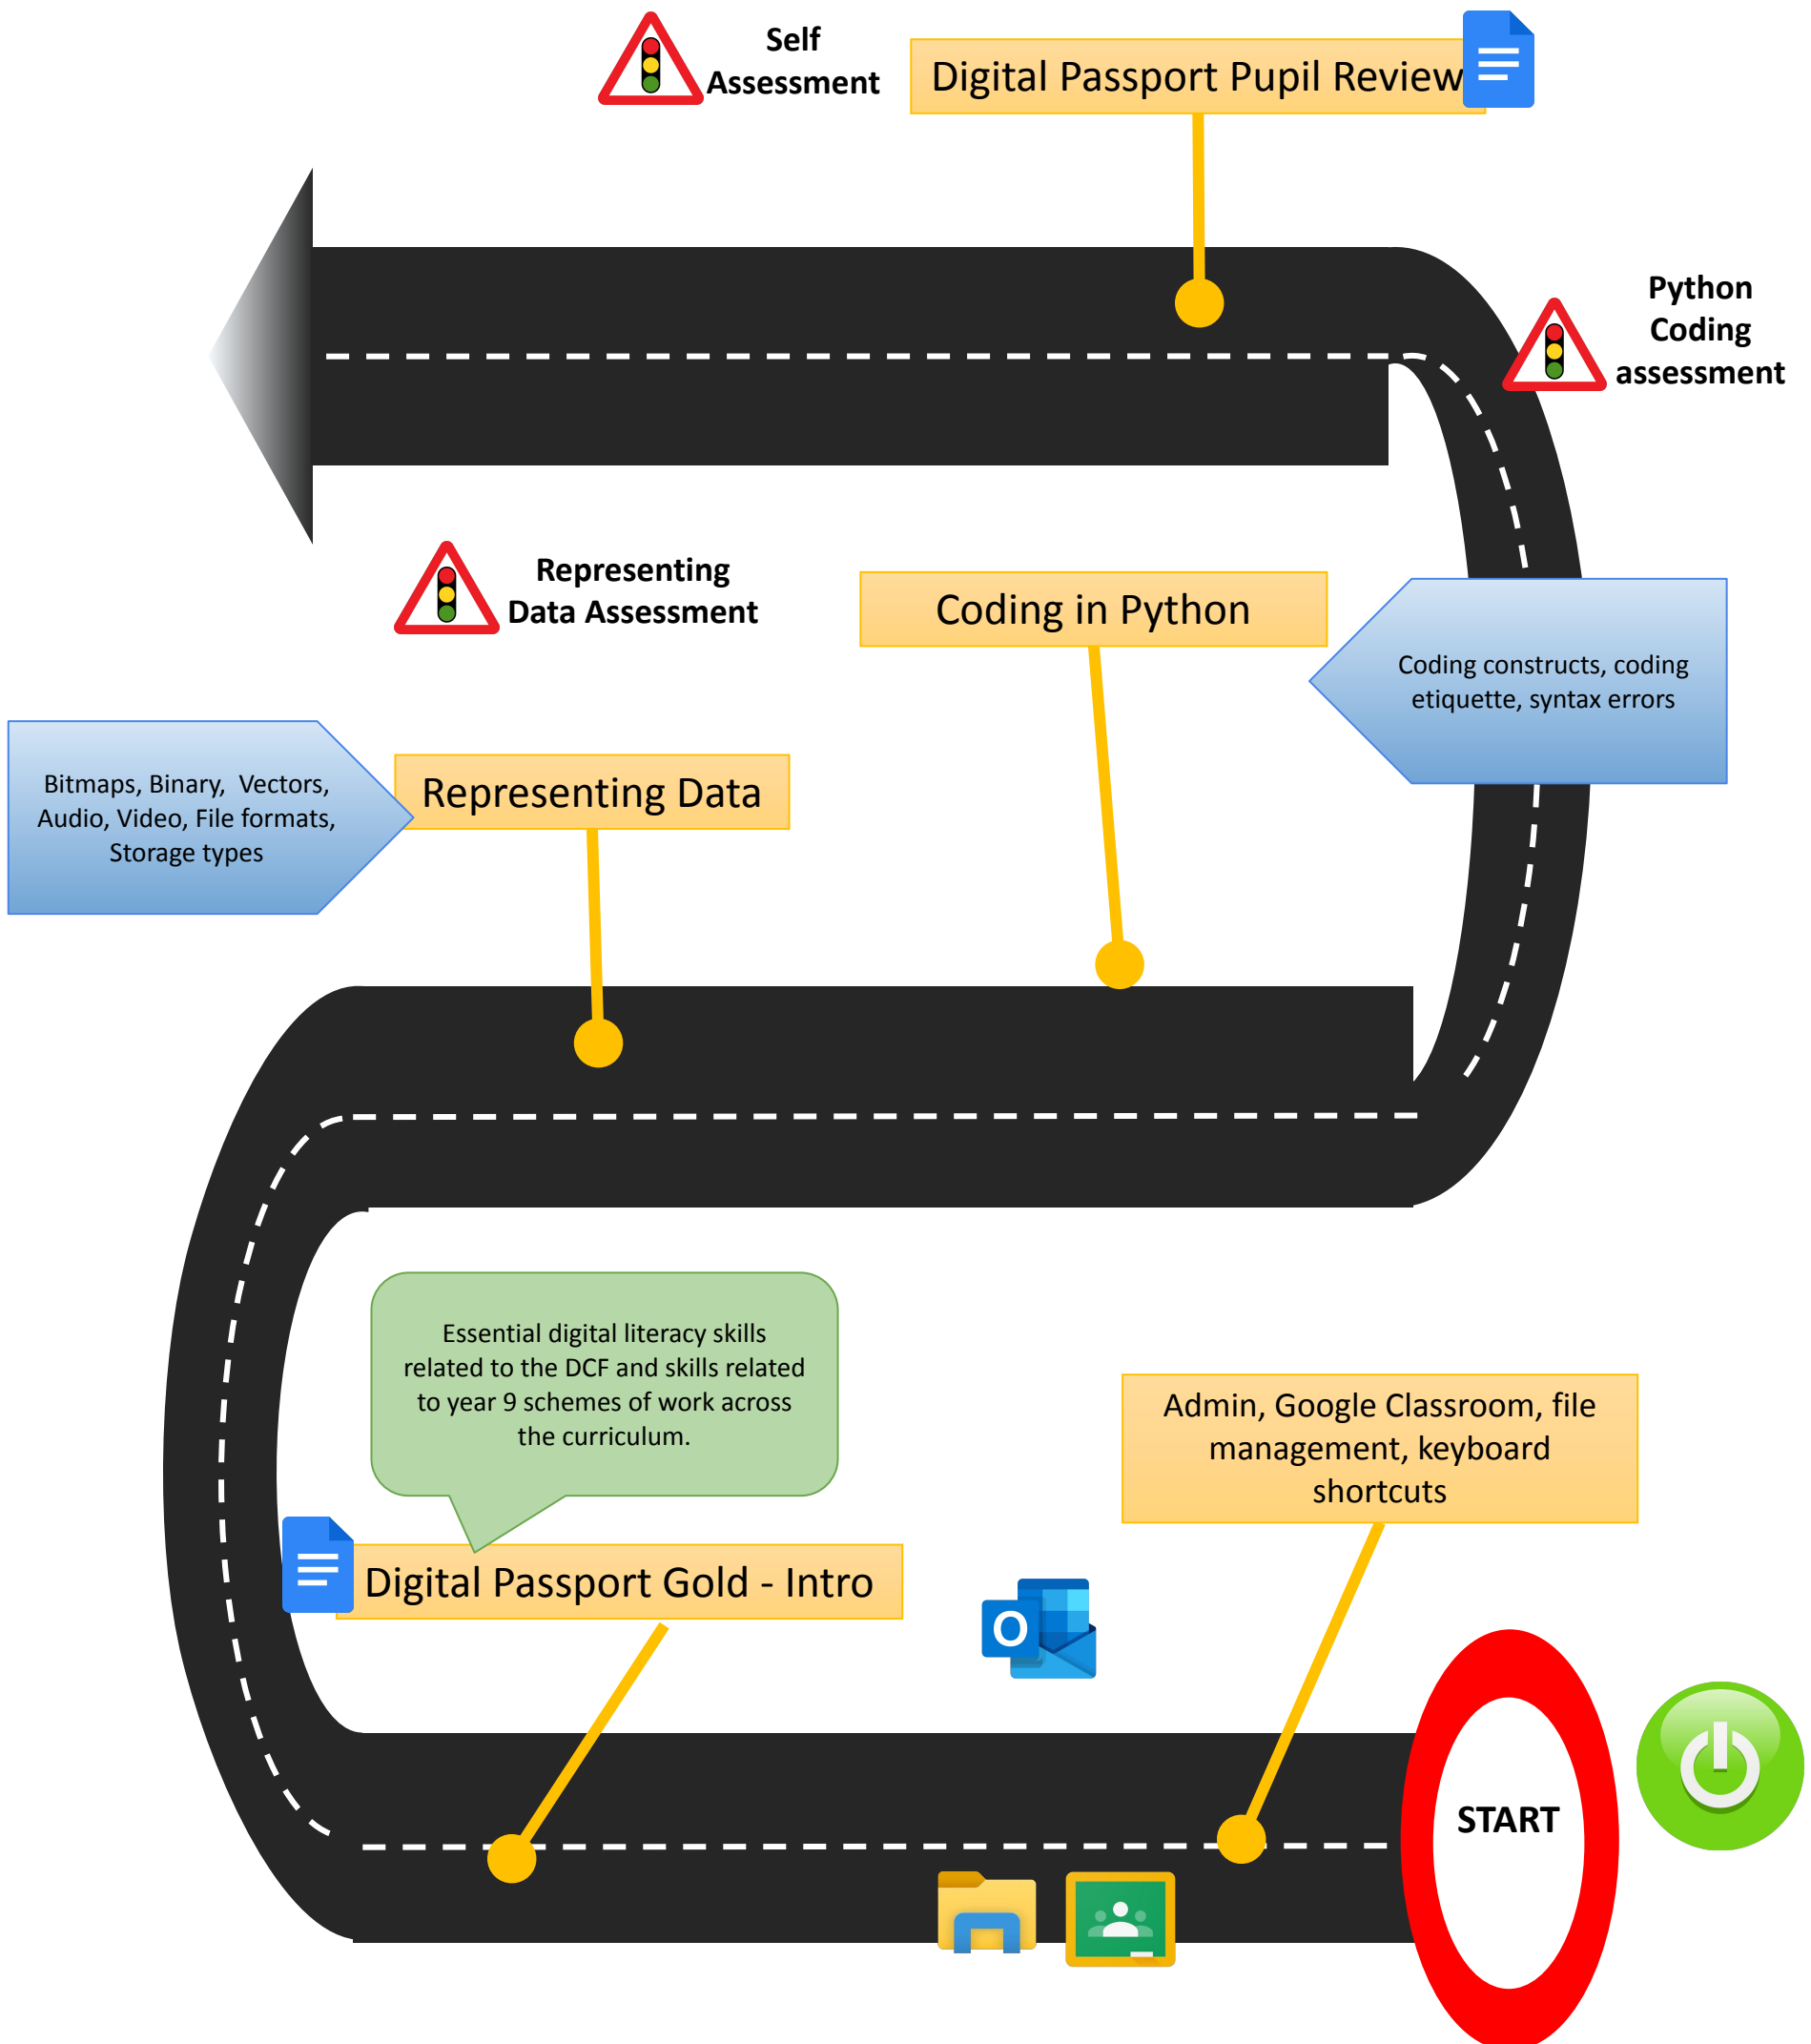 Self
Assessment
Digital Passport Pupil Review
Python
Coding
assessment
Representing
Data Assessment
Coding in Python
Coding constructs, coding
etiquette, syntax errors
Bitmaps, Binary,  Vectors,
Audio, Video, File formats,
Storage types
Representing Data
Essential digital literacy skills
related to the DCF and skills related
to year 9 schemes of work across
the curriculum.
Admin, Google Classroom, file
management, keyboard
shortcuts
Digital Passport Gold - Intro
O
START